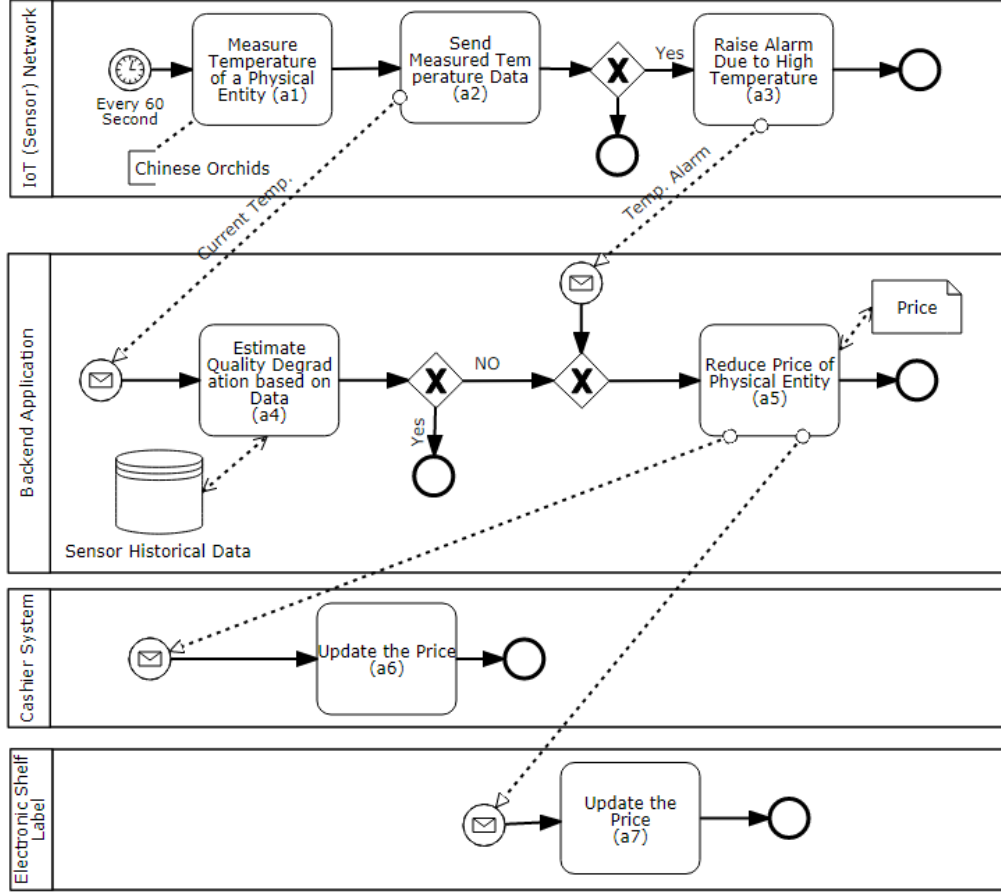 IoT (Sensor) Network
Every 60
Second
Measure
Temperature
of a Physical
Entity (a1)
Chinese Orchids
Send
Measured Tem
perature Data
(a2)
X
Yes
Raise Alarm
Due to High
Temperature
(a3)
Current Temp.
Temp. Alarm
Backend Application
Estimate
Quality Degrad
ation based on
Data
(a4)
X
NO
Yes
X
Reduce Price of
Physical Entity
(a5)
Price
Sensor Historical Data
Cashier System
Update the Price
(a6)
Electronic Shelf
Label
Update the
Price
(a7)